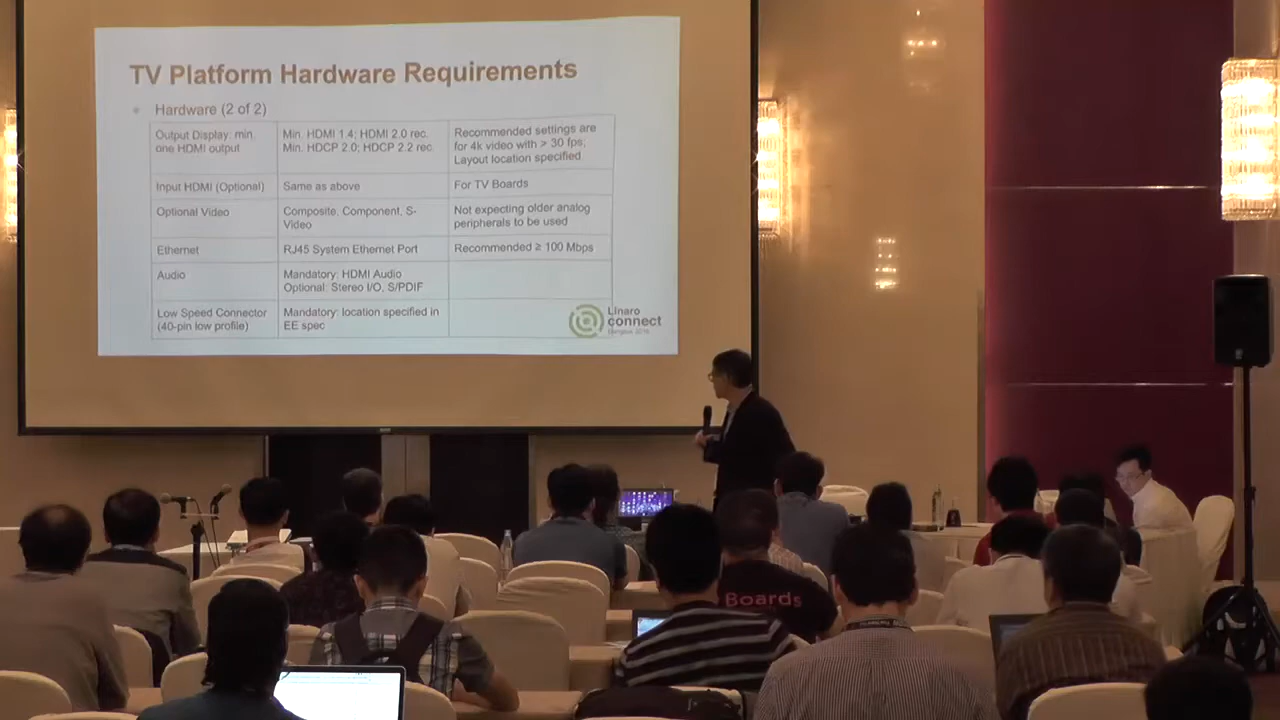 TV Platform Hardware Requirements
Hardware (2 of 2)
Output Display: min. one HDMI output
Min. HDMI 1.4; HDMI 2.0 rec.
Min. HDCP 2.0; HDCP 2.2 rec.
Recommended settings are
for 4k video with > 30 fps;
Layout location specified
Input HDMI (Optional)
Same as above
For TV Boards
Optional Video
Composite, Component, S-
Video
Not expecting older analog
peripherals to be used
Ethernet
RJ45 System Ethernet Port
Recommended ≥ 100 Mbps
Audio
Mandatory: HDMI Audio
Optional: Stereo I/O, S/PDIF
Low Speed Connector
(40-pin low profile)
Mandatory: location specified in
EE spec
Linaro
connect
Boards